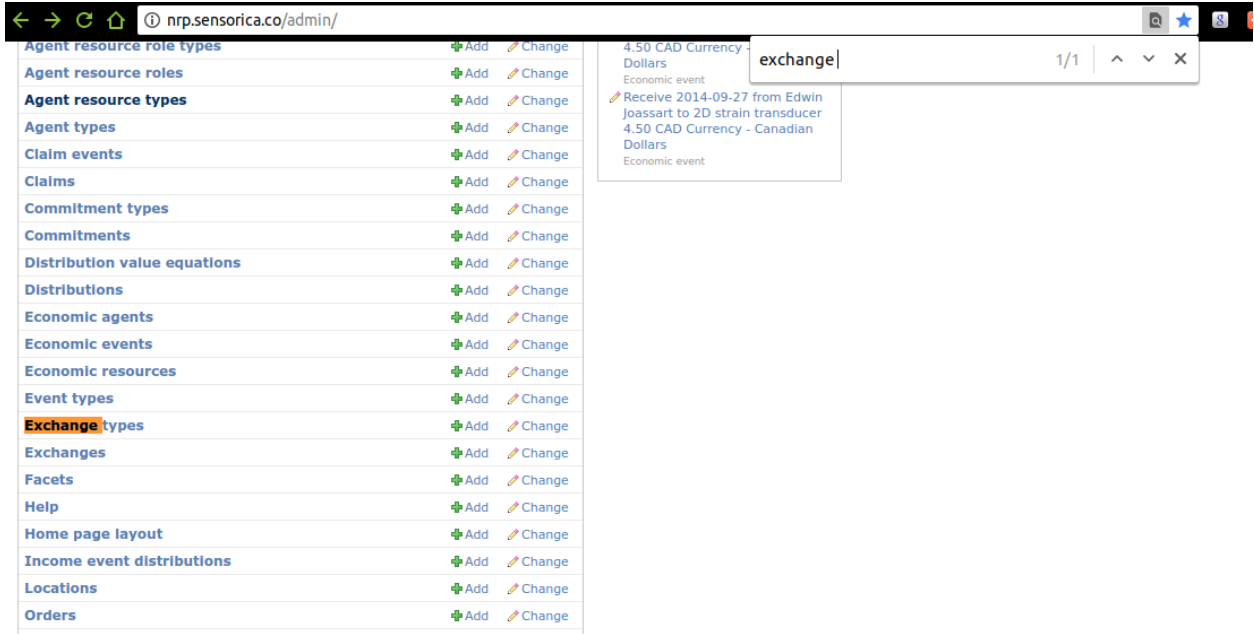 nrp.sensorica.co/admin/
exchange 1/1
Agent resource role types Add Change
Agent resource roles Add Change
Agent resource types Add Change
Agent types Add Change
Claim events Add Change
Claims Add Change
Commitment types Add Change
Commitments Add Change
Distribution value equations Add Change
Distributions Add Change
Economic agents Add Change
Economic events Add Change
Economic resources Add Change
Event types Add Change
Exchange types Add Change
Exchanges Add Change
Facets Add Change
Help Add Change
Home page layout Add Change
Income event distributions Add Change
Locations Add Change
Orders Add Change
4.50 CAD Currency -
Dollars
Economic event
Receive 2014-09-27 from Edwin
Joassart to 2D strain transducer
4.50 CAD Currency - Canadian
Dollars
Economic event